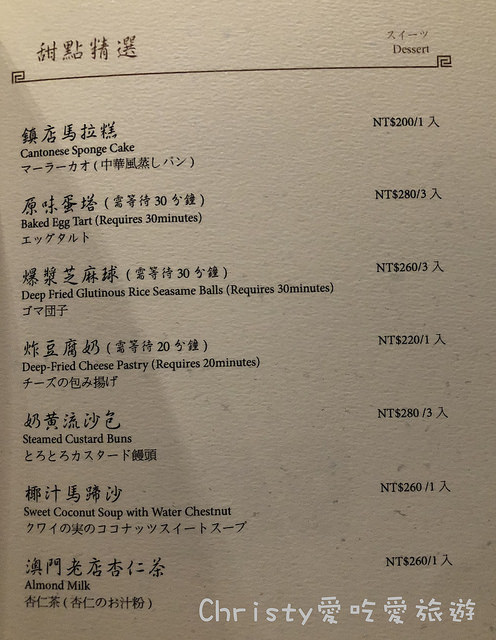 甜點精選
スイーツ
Dessert
鎮店馬拉糕
NT$200/1 入
Cantonese Sponge Cake
マーラーカオ ( 中華風蒸しパン )
原味蛋塔 ( 需等待 30 分鐘 )
NT$280/3 入
Baked Egg Tart (Requires 30minutes)
エッグタルト
爆漿芝麻球 ( 需等待 30 分鐘 )
NT$260/3 入
Deep Fried Glutinous Rice Seasame Balls (Requires 30minutes)
ゴマ団子
炸豆腐奶 ( 需等待 20 分鐘 )
NT$220/1 入
Deep-Fried Cheese Pastry (Requires 20minutes)
チーズの包み揚げ
奶黃流沙包
NT$280 /3 入
Steamed Custard Buns
とろとろカスタード饅頭
椰汁馬蹄沙
NT$260 /1 入
Sweet Coconut Soup with Water Chestnut
クワイの実のココナッツスイートスープ
澳門老店杏仁茶
NT$260/1 入
Almond Milk
杏仁茶 ( 杏仁のお汁粉 )
Christy愛吃愛旅遊